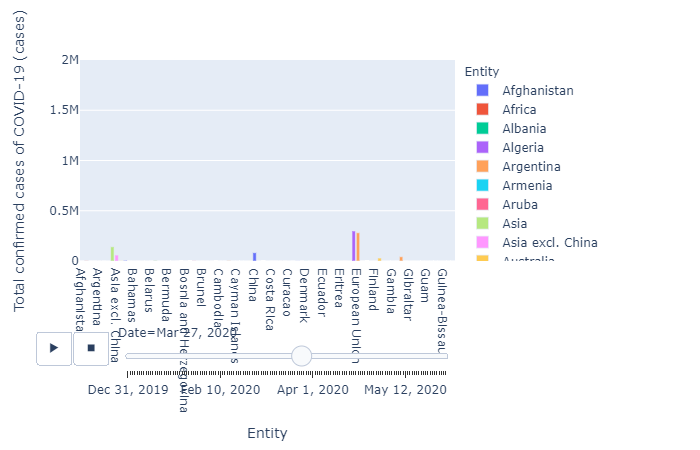 Total confirmed cases of COVID-19 (cases)
2M
1.5M
1M
0.5M
0
Afghanistan
Argentina
Asia excl. China
Bahamas
Belarus
Bermuda
Bosnia and Herzegovina
Brunei
Cambodia
Cayman Islands
China
Costa Rica
Curacao
Denmark
Ecuador
Eritrea
European Union
Finland
Gambia
Gibraltar
Guam
Guinea-Bissau
Entity
Afghanistan
Africa
Albania
Algeria
Argentina
Armenia
Aruba
Asia
Asia excl. China
Australia
Date=Mar 27, 2020
Dec 31, 2019
Feb 10, 2020
Apr 1, 2020
May 12, 2020
Entity